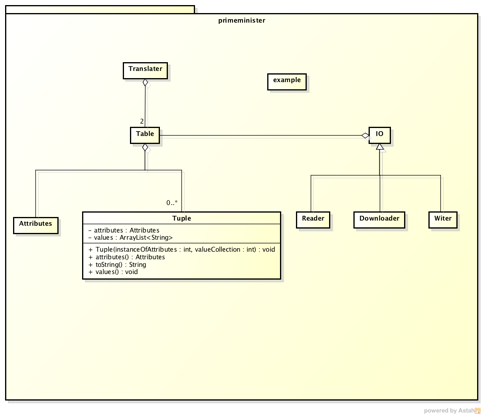 primeminister
Translater
example
2
Table
IO
0..*
Attributes
Tuple
- attributes : Attributes
- values : ArrayList<String>
+ Tuple(instanceOfAttributes : int, valueCollection : int) : void
+ attributes() : Attributes
+ toString() : String
+ values() : void
Reader
Downloader
Witer
powered by Astah